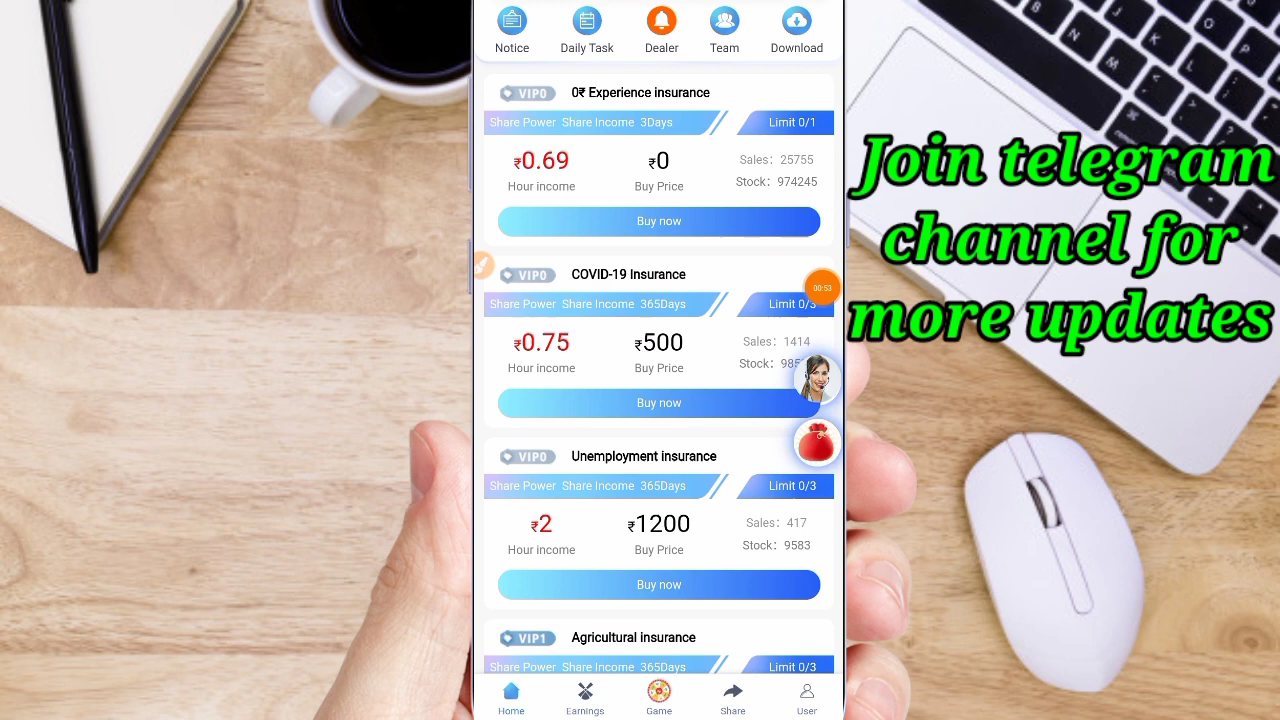 Notice
Daily Task
Dealer
Team
Download
VIP0
0₹ Experience insurance
Share Power Share Income 3Days
Limit 0/1
₹0.69
₹0
Sales: 25755
Hour income
Buy Price
Stock: 974245
Buy now
VIP0
COVID-19 Insurance
00:53
Share Power Share Income 365Days
Limit 0/3
₹0.75
₹500
Sales: 1414
Hour income
Buy Price
Stock:
Buy now
VIP0
Unemployment insurance
Share Power Share Income 365Days
Limit 0/3
₹2
₹1200
Sales: 417
Hour income
Buy Price
Stock: 9583
Buy now
VIP1
Agricultural insurance
Share Power Share Income 365Days
Limit 0/3
Home
Earnings
Game
Share
User
Join telegram
channel for
more updates